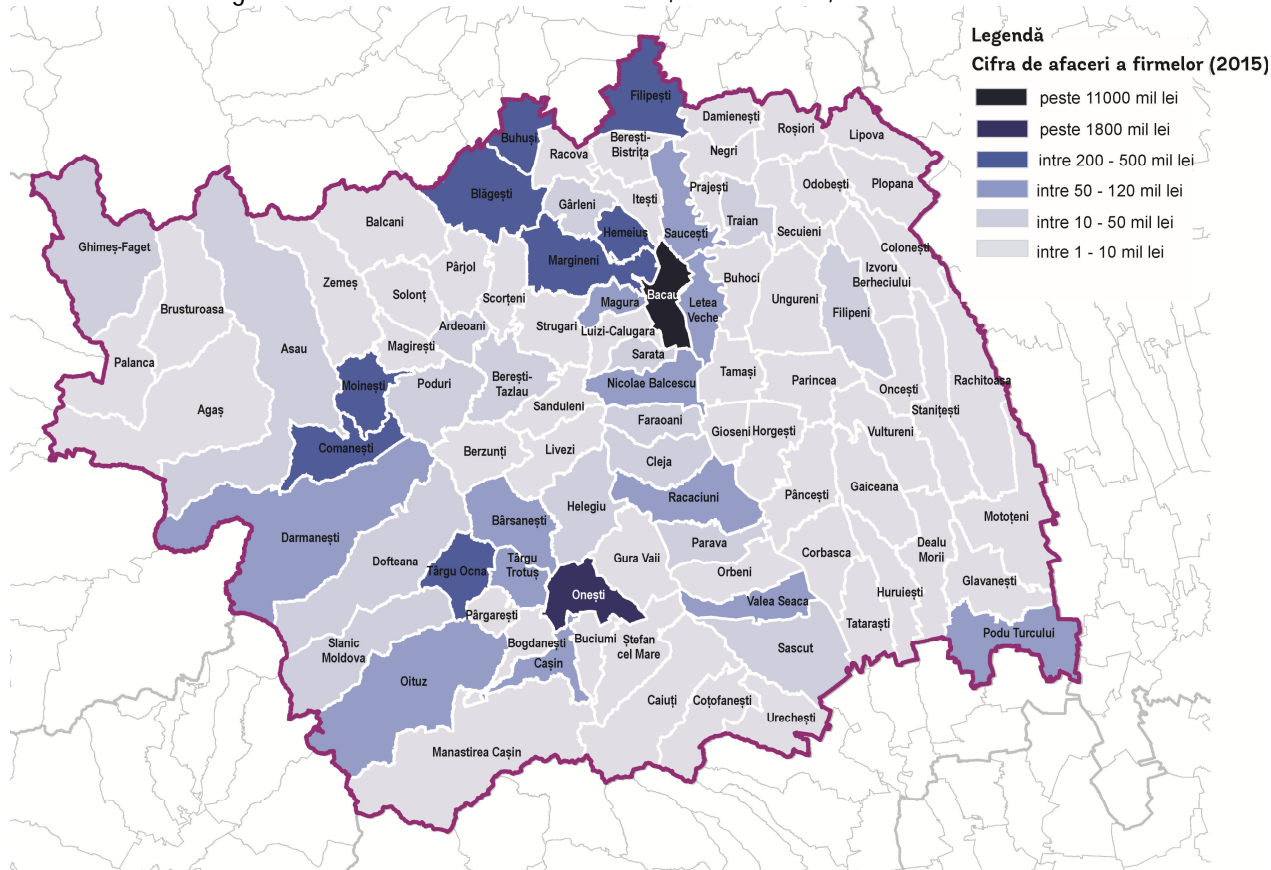 Legendă
Cifra de afaceri a firmelor (2015)
peste 11000 mil lei
peste 1800 mil lei
intre 200 - 500 mil lei
intre 50 - 120 mil lei
intre 10 - 50 mil lei
intre 1 - 10 mil lei
Filipești
Damienești
Roșiori
Lipova
Buhuși
Racova
Berești-
Bistrița
Negri
Blăgești
Gârleni
Itești
Prajești
Odobești
Plopana
Balcani
Hemeiuș
Saucești
Traian
Secuieni
Ghimeș-Faget
Colonești
Margineni
Pârjol
Izvoru
Berheciului
Zemeș
Solonț
Scorțeni
Bacau
Buhoci
Ungureni
Brusturoasa
Magura
Letea
Veche
Filipeni
Ardeoani
Strugari
Luizi-Calugara
Asau
Magirești
Sarata
Palanca
Moinești
Poduri
Berești-
Tazlau
Nicolae Balcescu
Tamași
Parincea
Oncești
Rachitoasa
Agaș
Sanduleni
Faraoani
Stanițești
Gioseni
Horgești
Vultureni
Comanești
Berzunți
Livezi
Cleja
Gaiceana
Racaciuni
Pâncești
Helegiu
Motoțeni
Bârsanești
Darmanești
Parava
Dealu
Morii
Dofteana
Târgu Ocna
Târgu
Trotuș
Gura Vaii
Orbeni
Corbasca
Glavanești
Onești
Valea Seaca
Huruiești
Pârgarești
Tatarăști
Podu Turcului
Slanic
Moldova
Bogdanești
Buciumi
Ștefan
cel Mare
Sascut
Cașin
Oituz
Caiuți
Coțofanești
Urechești
Manastirea Cașin